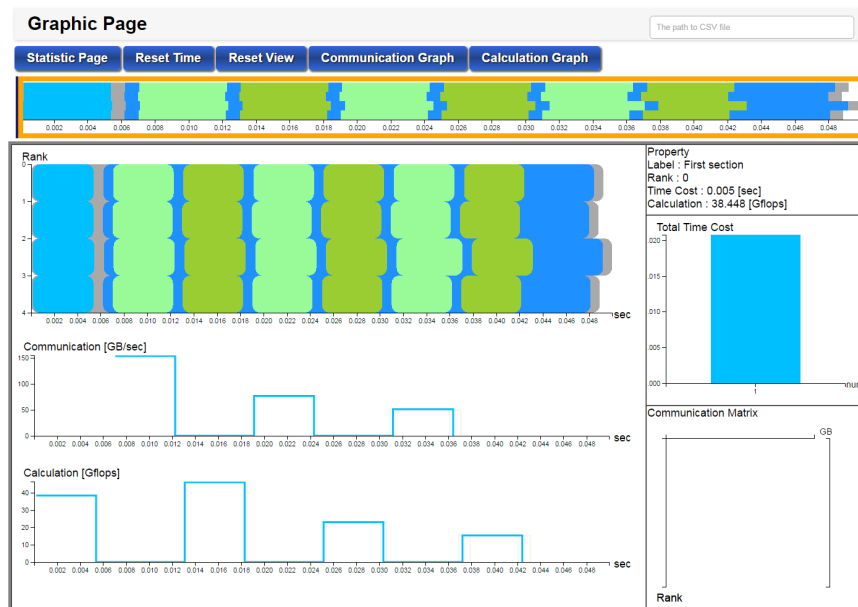 Graphic Page
The path to CSV file
Statistic Page Reset Time Reset View Communication Graph Calculation Graph
0.002 0.004 0.006 0.008 0.010 0.012 0.014 0.016 0.018 0.020 0.022 0.024 0.026 0.028 0.030 0.032 0.034 0.036 0.038 0.040 0.042 0.044 0.046 0.048
Rank
0
1
2
3
4
0.002 0.004 0.006 0.008 0.010 0.012 0.014 0.016 0.018 0.020 0.022 0.024 0.026 0.028 0.030 0.032 0.034 0.036 0.038 0.040 0.042 0.044 0.046 0.048 sec
Communication [GB/sec]
150
100
50
0
0.002 0.004 0.006 0.008 0.010 0.012 0.014 0.016 0.018 0.020 0.022 0.024 0.026 0.028 0.030 0.032 0.034 0.036 0.038 0.040 0.042 0.044 0.046 0.048 sec
Calculation [Gflops]
40
30
20
10
0
0.002 0.004 0.006 0.008 0.010 0.012 0.014 0.016 0.018 0.020 0.022 0.024 0.026 0.028 0.030 0.032 0.034 0.036 0.038 0.040 0.042 0.044 0.046 0.048 sec
Property
Label : First section
Rank : 0
Time Cost : 0.005 [sec]
Calculation : 38.448 [Gflops]
Total Time Cost
.020
.015
.010
.005
.000
1
num
Communication Matrix
GB
Rank